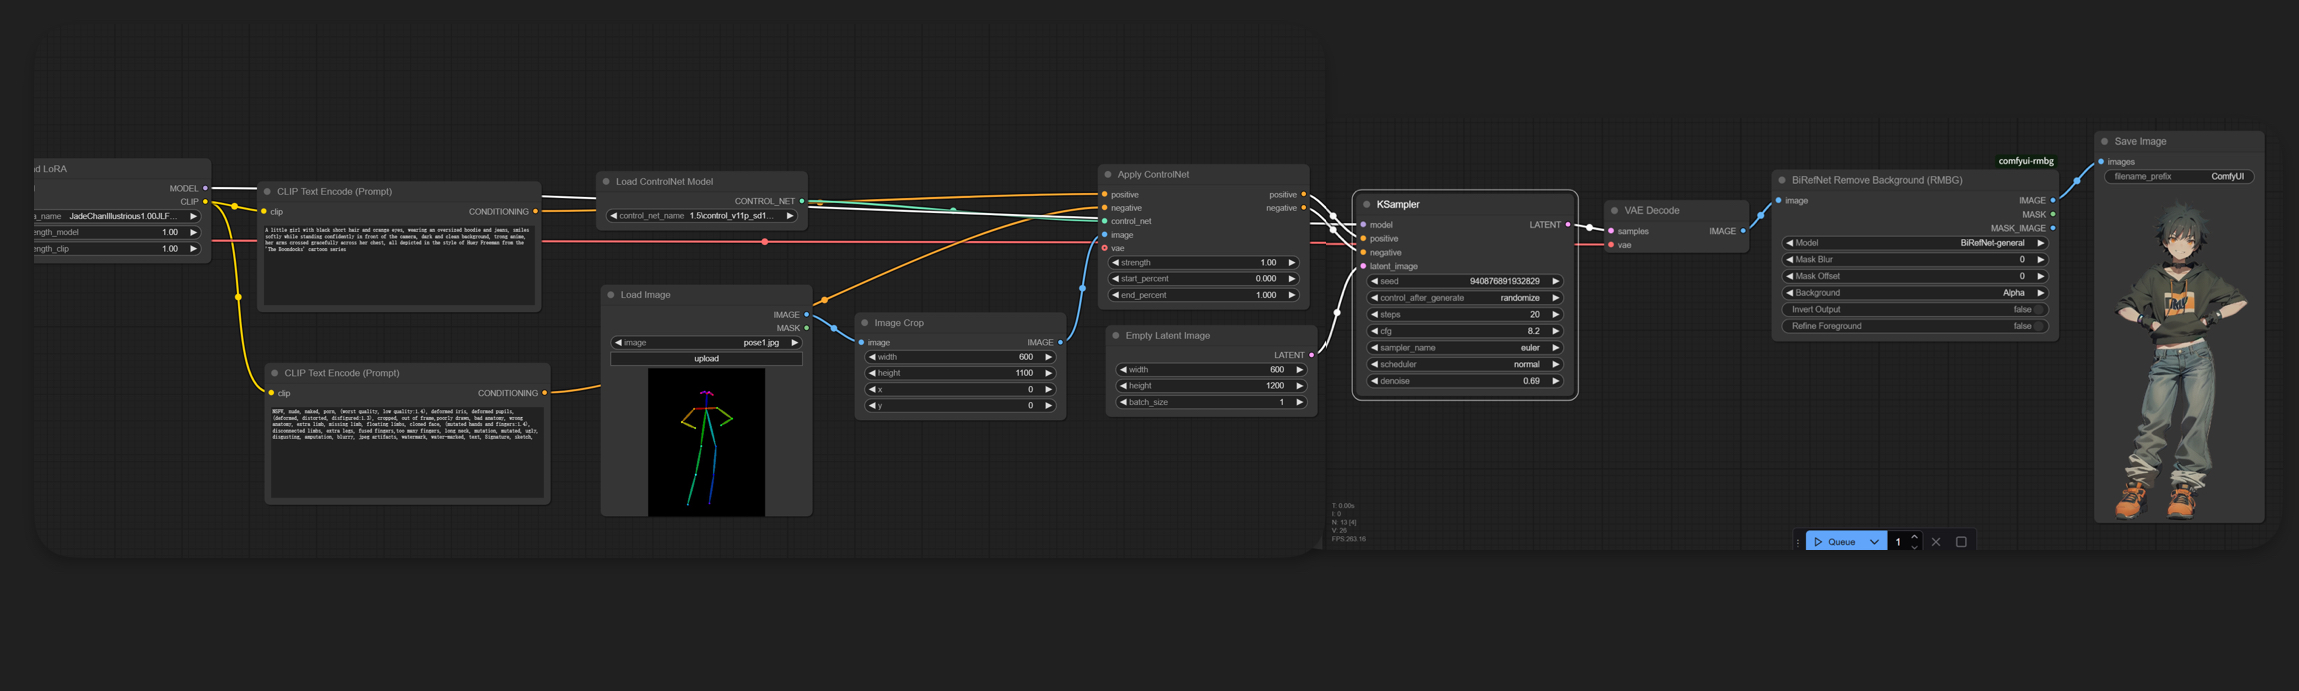 d LoRA
MODEL
CLIP
a_name JadeChanIllustrious1.00JLF...
ength_model 1.00
ength_clip 1.00
CLIP Text Encode (Prompt)
clip
CONDITIONING
A little girl with black short hair and orange eyes, wearing an oversized hoodie and jeans, smiles
softly while standing confidently in front of the camera, dark and clean background, trong anime,
her arms crossed gracefully across her chest, all depicted in the style of Huey Freeman from the
"The Boondocks" cartoon series
CLIP Text Encode (Prompt)
clip
CONDITIONING
NSFW, nude, naked, porn, (worst quality, low quality:1.4), deformed iris, deformed pupils,
(deformed, distorted, disfigured:1.3), cropped, out of frame,poorly drawn, bad anatomy, wrong
anatomy, extra limb, missing limb, floating limbs, cloned face, (mutated hands and fingers:1.4),
disconnected limbs, extra legs, fused fingers,too many fingers, long neck, mutation, mutated, ugly,
disgusting, amputation, blurry, jpeg artifacts, watermark, water-marked, text, Signature, sketch,
Load ControlNet Model
CONTROL_NET
control_net_name 1.5\control_v11p_sd1...
Load Image
IMAGE
MASK
image pose1.jpg
upload
Image Crop
image
IMAGE
width 600
height 1100
x 0
y 0
Apply ControlNet
positive
negative
control_net
image
vae
positive
negative
strength 1.00
start_percent 0.000
end_percent 1.000
Empty Latent Image
LATENT
width 600
height 1200
batch_size 1
KSampler
model
positive
negative
latent_image
LATENT
seed 940876891932829
control_after_generate randomize
steps 20
cfg 8.2
sampler_name euler
scheduler normal
denoise 0.69
T: 0.00s
I: 0
N: 13 [4]
V: 26
FPS:263.16
VAE Decode
samples
vae
IMAGE
comfyui-rmbg
BiRefNet Remove Background (RMBG)
image
IMAGE
MASK
MASK_IMAGE
Model BiRefNet-general
Mask Blur 0
Mask Offset 0
Background Alpha
Invert Output false
Refine Foreground false
Save Image
images
filename_prefix ComfyUI
Queue 1